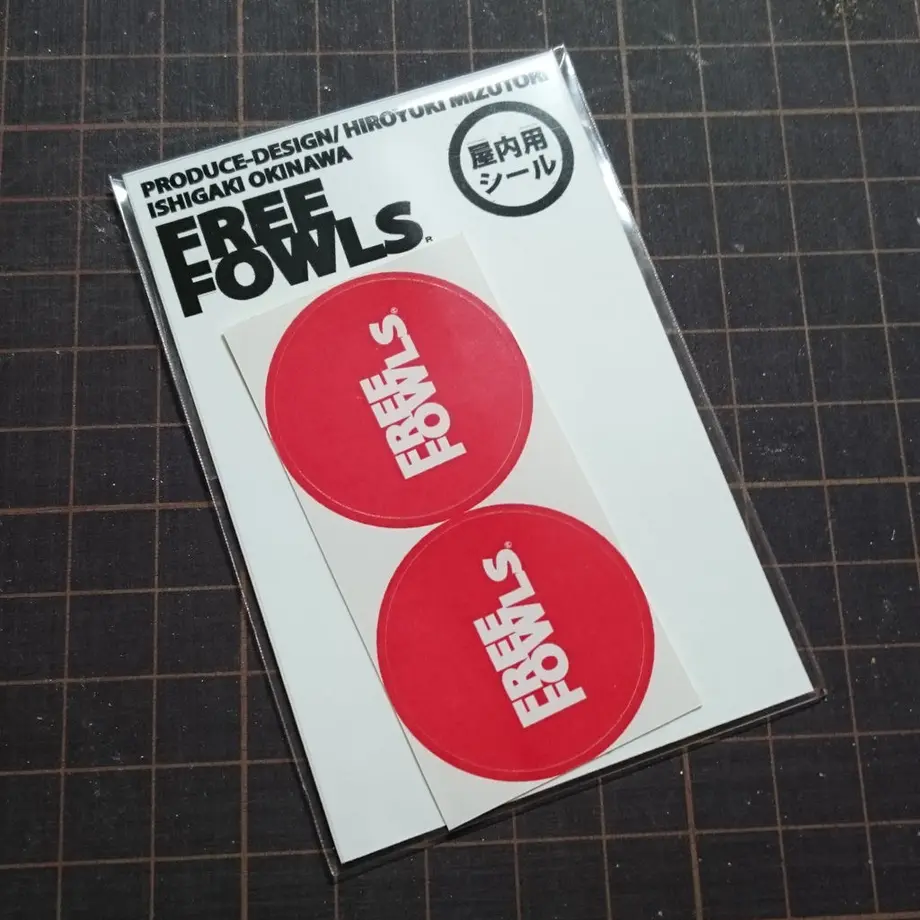 PRODUCE-DESIGN/ HIROYUKI MIZUTORI
ISHIGAKI OKINAWA
FREE
FOWLS
R
屋内用
シール
FREE
FOWLS®
FREE
FOWLS®